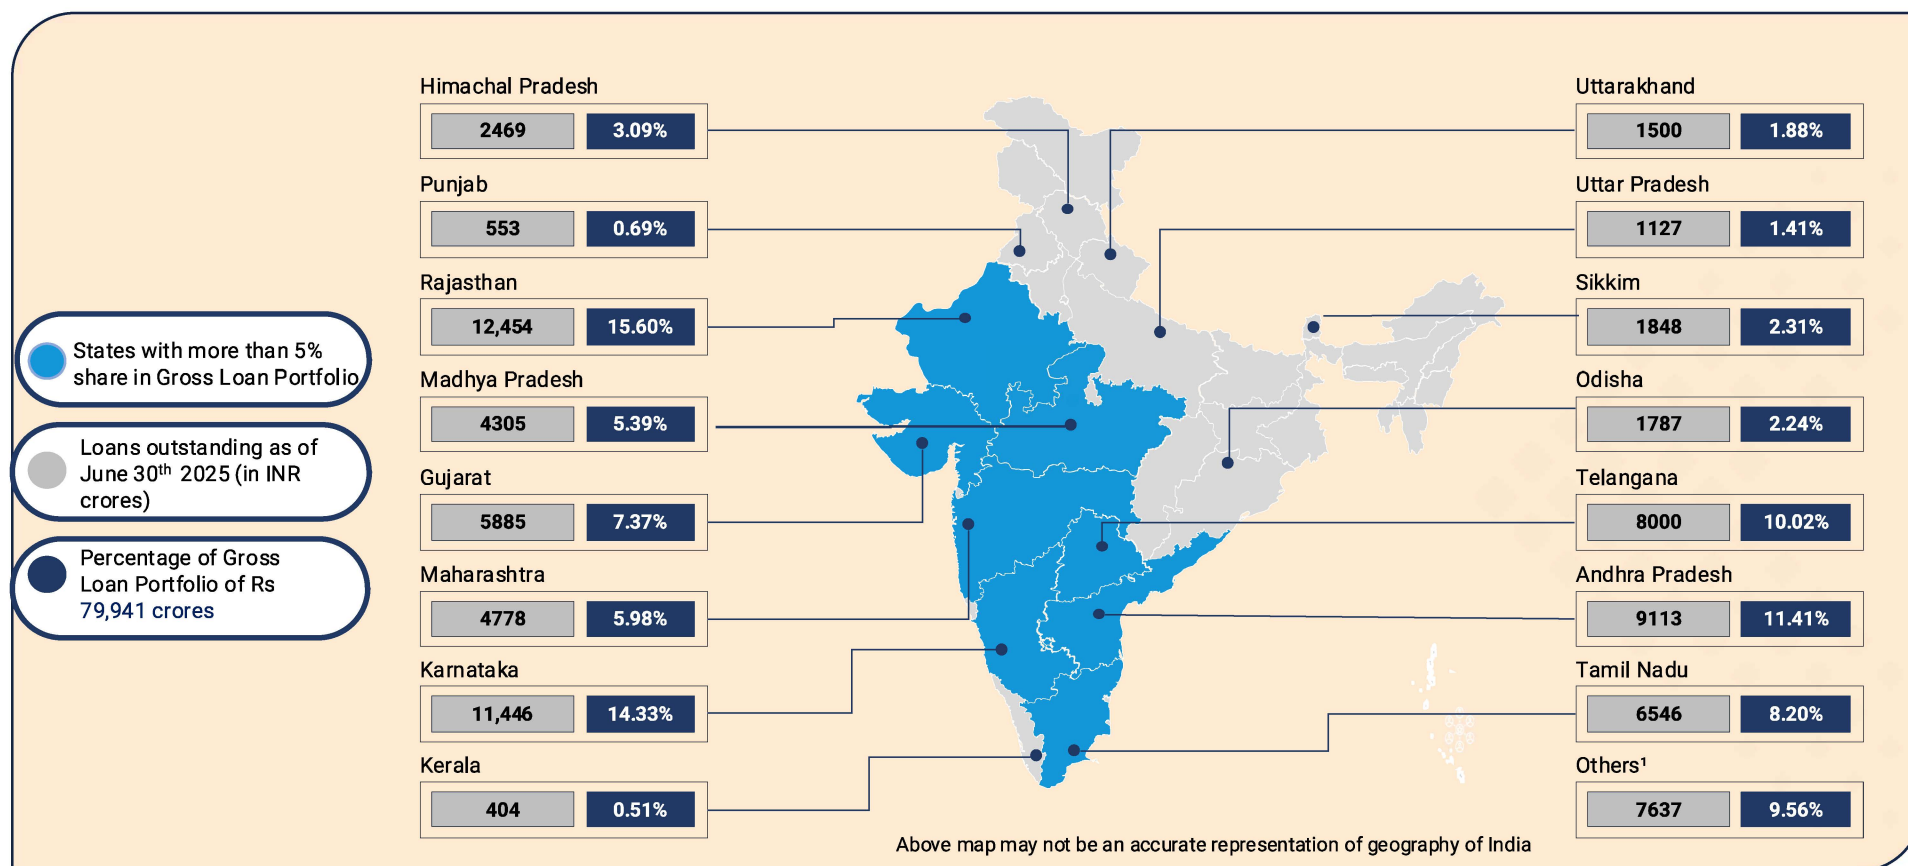 States with more than 5%
share in Gross Loan Portfolio
Loans outstanding as of
June 30th 2025 (in INR
crores)
Percentage of Gross
Loan Portfolio of Rs
79,941 crores
Himachal Pradesh
2469 3.09%
Punjab
553 0.69%
Rajasthan
12,454 15.60%
Madhya Pradesh
4305 5.39%
Gujarat
5885 7.37%
Maharashtra
4778 5.98%
Karnataka
11,446 14.33%
Kerala
404 0.51%
Uttarakhand
1500 1.88%
Uttar Pradesh
1127 1.41%
Sikkim
1848 2.31%
Odisha
1787 2.24%
Telangana
8000 10.02%
Andhra Pradesh
9113 11.41%
Tamil Nadu
6546 8.20%
Others¹
7637 9.56%
Above map may not be an accurate representation of geography of India